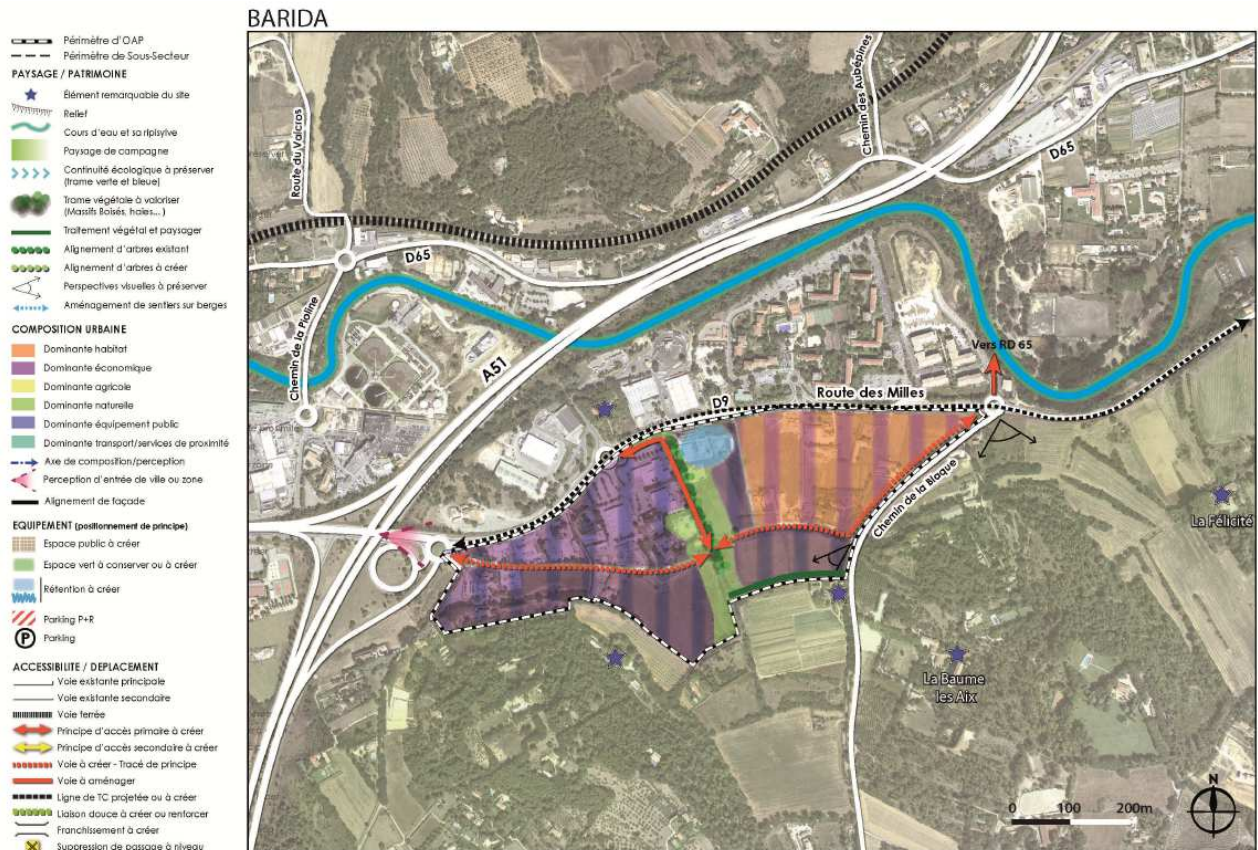 BARIDA
Périmètre d'OAP
Périmètre de Sous-Secteur
PAYSAGE / PATRIMOINE
Élément remarquable du site
Relief
Cours d'eau et sa ripisylve
Paysage de campagne
Continuité écologique à préserver
(trame verte et bleue)
Trame végétale à valoriser
(Massifs Boisés, haies...)
Traitement végétal et paysager
Alignement d'arbres existant
Alignement d'arbres à créer
Perspectives visuelles à préserver
Aménagement de sentiers sur berges
COMPOSITION URBAINE
Dominante habitat
Dominante économique
Dominante agricole
Dominante naturelle
Dominante équipement public
Dominante transport/services de proximité
Axe de composition/perception
Perception d'entrée de ville ou zone
Alignement de façade
EQUIPEMENT (positionnement de principe)
Espace public à créer
Espace vert à conserver ou à créer
Rétention à créer
Parking P+R
P
Parking
ACCESSIBILITE / DEPLACEMENT
Voie existante principale
Voie existante secondaire
Voie ferrée
Principe d'accès primaire à créer
Principe d'accès secondaire à créer
Voie à créer - Tracé de principe
Voie à aménager
Ligne de TC projetée ou à créer
Liaison douce à créer ou renforcer
Franchissement à créer
Suppression de passage à niveau
Route du Valcros
Chemin des Aubépines
D65
D65
Chemin de la Pioline
A51
Vers RD 65
Route des Milles
D9
Chemin de la Blaque
La Félicité
La Baume
les Aix
N
0 100 200m